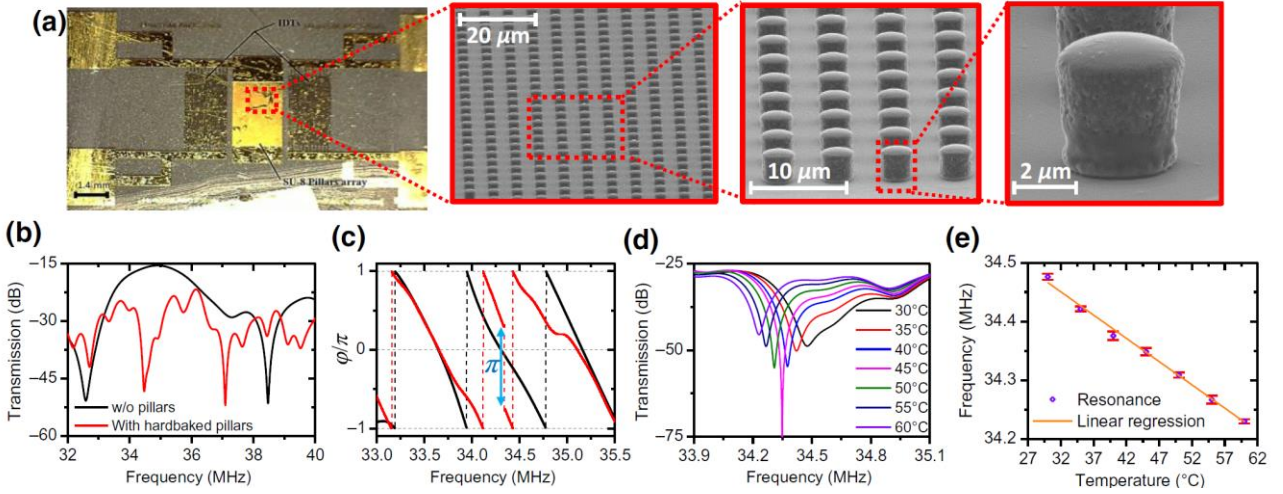 (a)
IDTs
SU-8 Pillars array
1.4 mm
20 μm
10 μm
2 μm
(b)
Transmission (dB)
−15
−30
−45
−60
w/o pillars
With hardbaked pillars
32 34 36 38 40
Frequency (MHz)
(c)
φ/π
1
0
−1
π
33.0 33.5 34.0 34.5 35.0 35.5
Frequency (MHz)
(d)
Transmission (dB)
−25
−50
−75
30°C
35°C
40°C
45°C
50°C
55°C
60°C
33.9 34.2 34.5 34.8 35.1
Frequency (MHz)
(e)
Frequency (MHz)
34.5
34.4
34.3
34.2
Resonance
Linear regression
27 32 37 42 47 52 57 62
Temperature (°C)